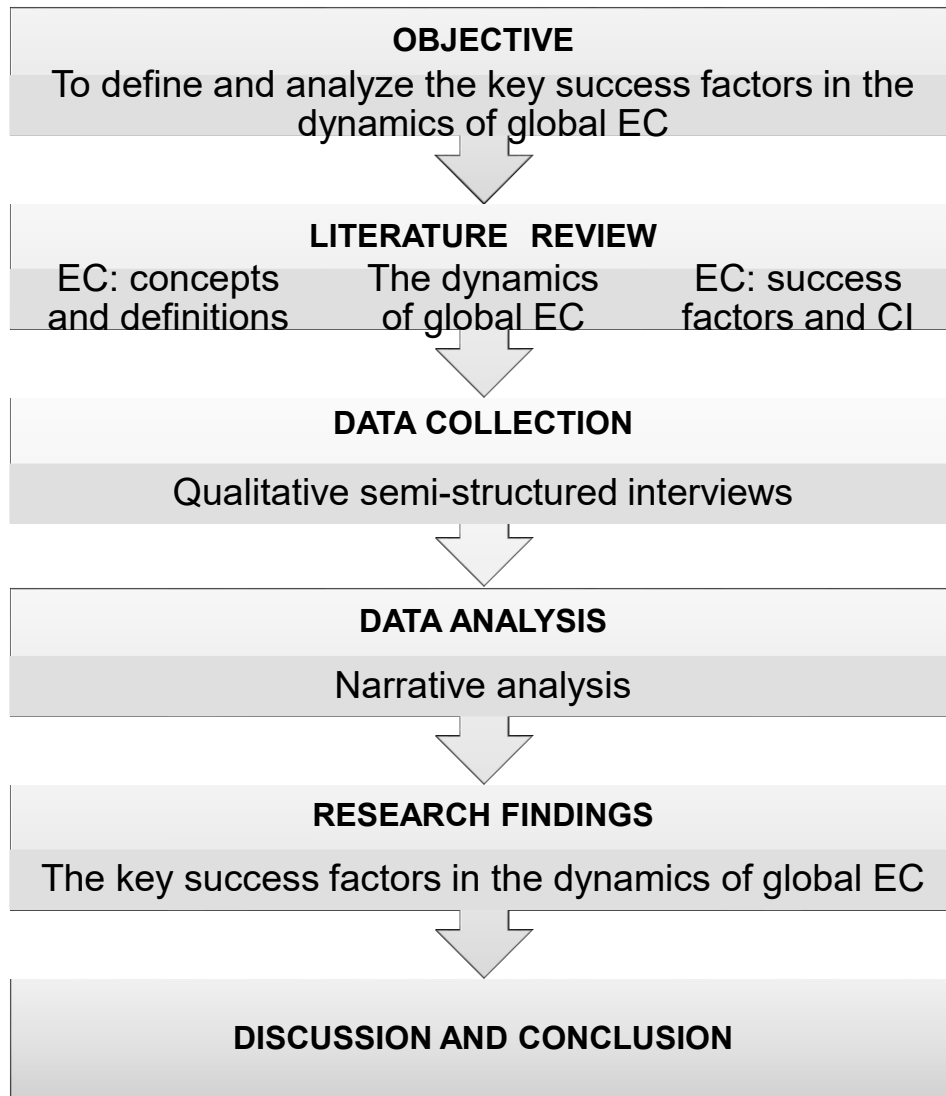 OBJECTIVE
To define and analyze the key success factors in the
dynamics of global EC
LITERATURE REVIEW
EC: concepts
and definitions
The dynamics
of global EC
EC: success
factors and CI
DATA COLLECTION
Qualitative semi-structured interviews
DATA ANALYSIS
Narrative analysis
RESEARCH FINDINGS
The key success factors in the dynamics of global EC
DISCUSSION AND CONCLUSION